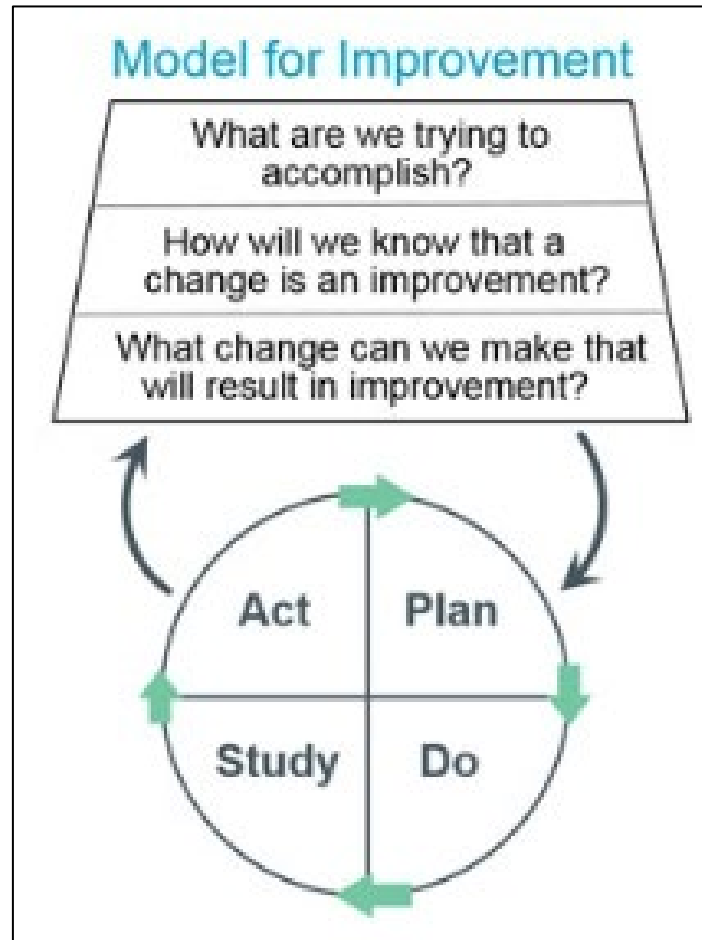 Model for Improvement
What are we trying to
accomplish?
How will we know that a
change is an improvement?
What change can we make that
will result in improvement?
Act
Plan
Study
Do